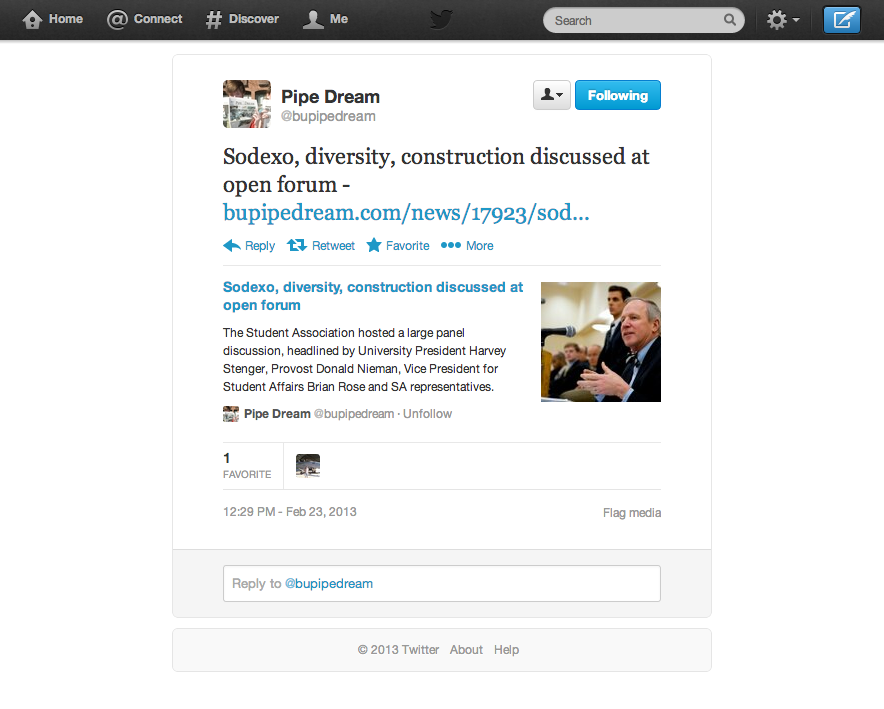 Home Connect Discover Me Search
Pipe Dream
@bupipedream
Following
Sodexo, diversity, construction discussed at
open forum -
bupipedream.com/news/17923/sod...
Reply Retweet Favorite More
Sodexo, diversity, construction discussed at
open forum
The Student Association hosted a large panel
discussion, headlined by University President Harvey
Stenger, Provost Donald Nieman, Vice President for
Student Affairs Brian Rose and SA representatives.
Pipe Dream @bupipedream · Unfollow
1
FAVORITE
12:29 PM - Feb 23, 2013
Flag media
Reply to @bupipedream
© 2013 Twitter About Help